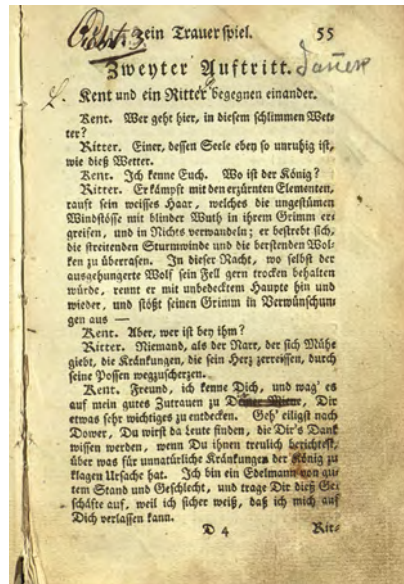 ein Trauerspiel. 55
Zweyter Auftritt.
Kent und ein Ritter begegnen einander.
Kent. Wer geht hier, in diesem schlimmen Wet-
ter?
Ritter. Einer, dessen Seele eben so unruhig ist,
wie dieß Wetter.
Kent. Ich kenne Euch. Wo ist der König?
Ritter. Er kämpft mit den erzürnten Elementen,
rauft sein weisses Haar, welches die ungestümen
Windstösse mit blinder Wuth in ihrem Grimm er-
greifen, und in Nichts verwandeln; er bestrebt sich,
die streitenden Sturmwinde und die berstenden Wol-
ken zu überrasen. In dieser Nacht, wo selbst der
ausgehungerte Wolf sein Fell gern trocken behalten
würde, rennt er mit unbedecktem Haupte hin und
wieder, und stößt seinen Grimm in Verwünschun-
gen aus —
Kent. Aber, wer ist bey ihm?
Ritter. Niemand, als der Narr, der sich Mühe
giebt, die Kränkungen, die sein Herz zerreissen, durch
seine Possen wegzuscherzen.
Kent. Freund, ich kenne Dich, und wag' es
auf mein gutes Zutrauen zu Dir
etwas sehr wichtiges zu entdecken. Geh' eiligst nach
Dower, Du wirst da Leute finden, die Dir's Dank
wissen werden, wenn Du ihnen treulich berichtest,
über was für unnatürliche Kränkungen der König zu
klagen Ursache hat. Ich bin ein Edelmann von gu-
tem Stand und Geschlecht, und trage Dir dieß Ge-
schäfte auf, weil ich sicher weiß, daß ich mich auf
Dich verlassen kann.
D 4 Rit-